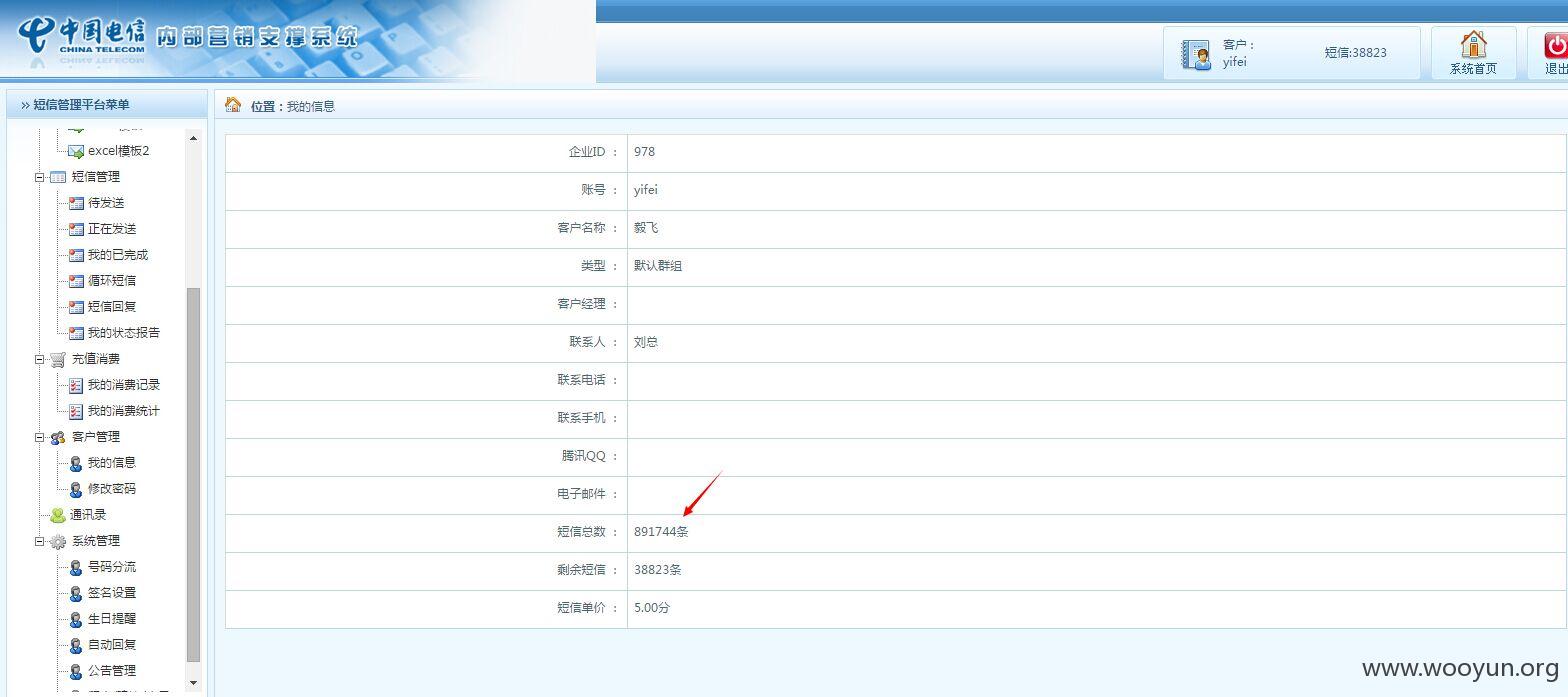 中国电信 内部营销支撑系统
CHINA TELECOM
客户：
yifei
短信:38823
系统首页
退出
» 短信管理平台菜单
位置：我的信息
excel模板2
短信管理
待发送
正在发送
我的已完成
循环短信
短信回复
我的状态报告
充值消费
我的消费记录
我的消费统计
客户管理
我的信息
修改密码
通讯录
系统管理
号码分流
签名设置
生日提醒
自动回复
公告管理
企业ID ： 978
账号 ： yifei
客户名称 ： 毅飞
类型 ： 默认群组
客户经理 ：
联系人 ： 刘总
联系电话 ：
联系手机 ：
腾讯QQ ：
电子邮件 ：
短信总数 ： 891744条
剩余短信 ： 38823条
短信单价 ： 5.00分
www.wooyun.org